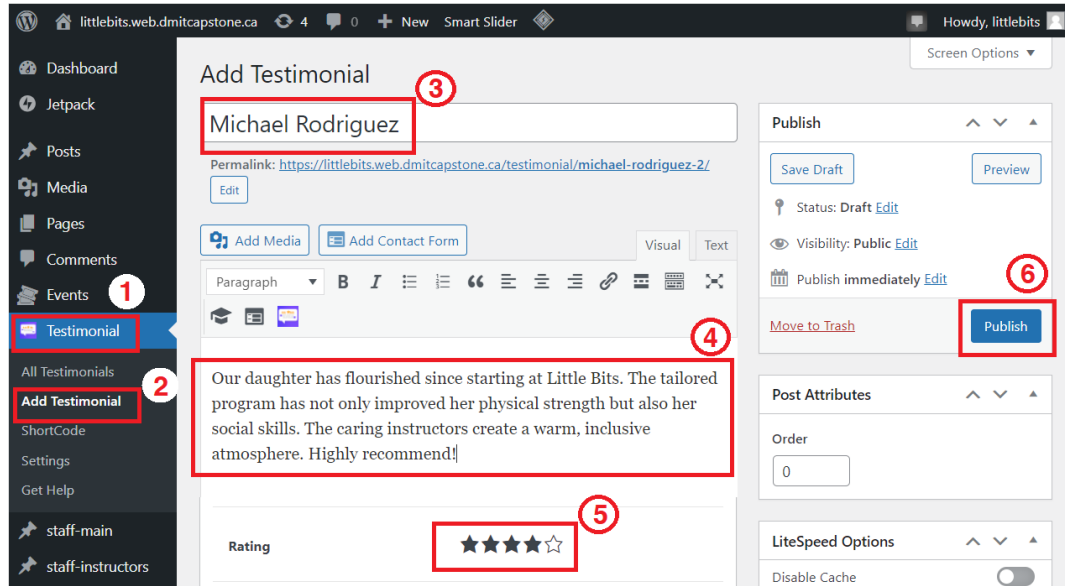 littlebits.web.dmitcapstone.ca 4 0 New Smart Slider Howdy, littlebits
Screen Options
Dashboard
Jetpack
Posts
Media
Pages
Comments
Events
1
Testimonial
All Testimonials
2
Add Testimonial
ShortCode
Settings
Get Help
staff-main
staff-instructors
Add Testimonial
3
Michael Rodriguez
Permalink: https://littlebits.web.dmitcapstone.ca/testimonial/michael-rodriguez-2/
Edit
Add Media Add Contact Form
Visual Text
Paragraph B I
4
Our daughter has flourished since starting at Little Bits. The tailored
program has not only improved her physical strength but also her
social skills. The caring instructors create a warm, inclusive
atmosphere. Highly recommend!
5
Rating
Publish
Save Draft Preview
Status: Draft Edit
Visibility: Public Edit
Publish immediately Edit
6
Move to Trash Publish
Post Attributes
Order
0
LiteSpeed Options
Disable Cache